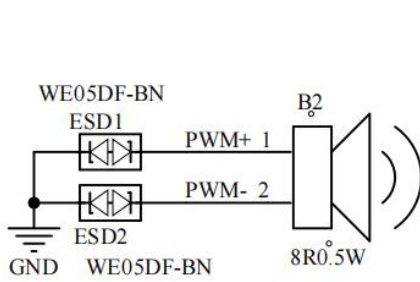 WE05DF-BN
B2
ESD1
PWM+ 1
PWM- 2
ESD2
8R0.5W
GND
WE05DF-BN